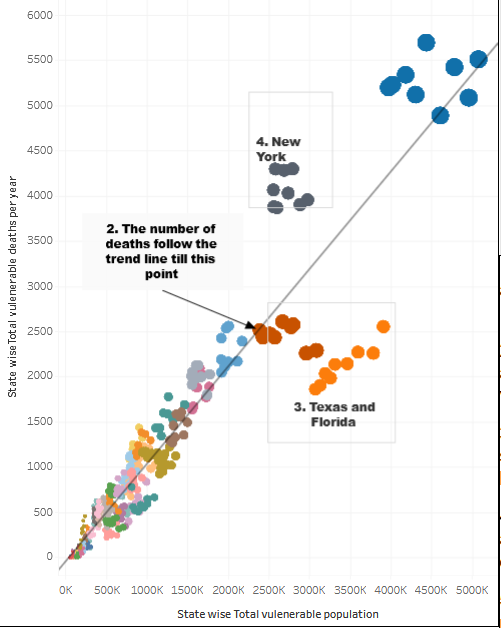 6000
5500
5000
4500
4000
3500
3000
2500
2000
1500
1000
500
0
State wise Total vulenerable deaths per year
4. New
York
2. The number of
deaths follow the
trend line till this
point
3. Texas and
Florida
0K 500K 1000K 1500K 2000K 2500K 3000K 3500K 4000K 4500K 5000K
State wise Total vulenerable population